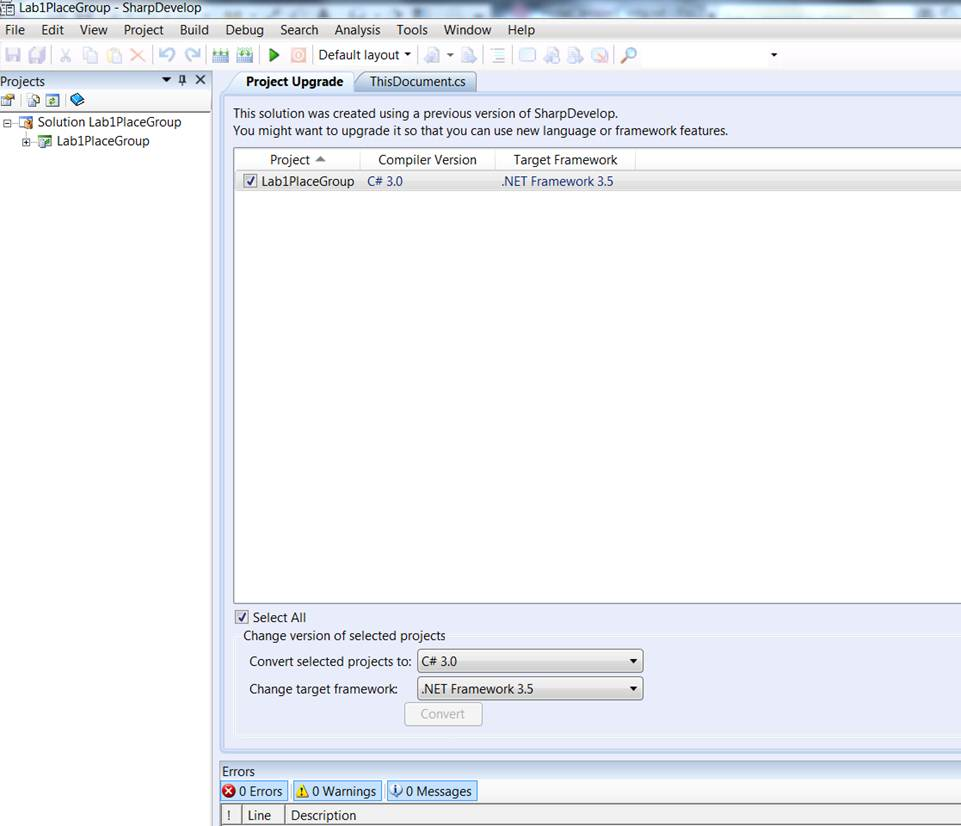 Lab1PlaceGroup - SharpDevelop
File Edit View Project Build Debug Search Analysis Tools Window Help
Default layout
Projects
Project Upgrade ThisDocument.cs
Solution Lab1PlaceGroup
Lab1PlaceGroup
This solution was created using a previous version of SharpDevelop.
You might want to upgrade it so that you can use new language or framework features.
Project Compiler Version Target Framework
Lab1PlaceGroup C# 3.0 .NET Framework 3.5
Select All
Change version of selected projects
Convert selected projects to: C# 3.0
Change target framework: .NET Framework 3.5
Convert
Errors
0 Errors 0 Warnings 0 Messages
! Line Description